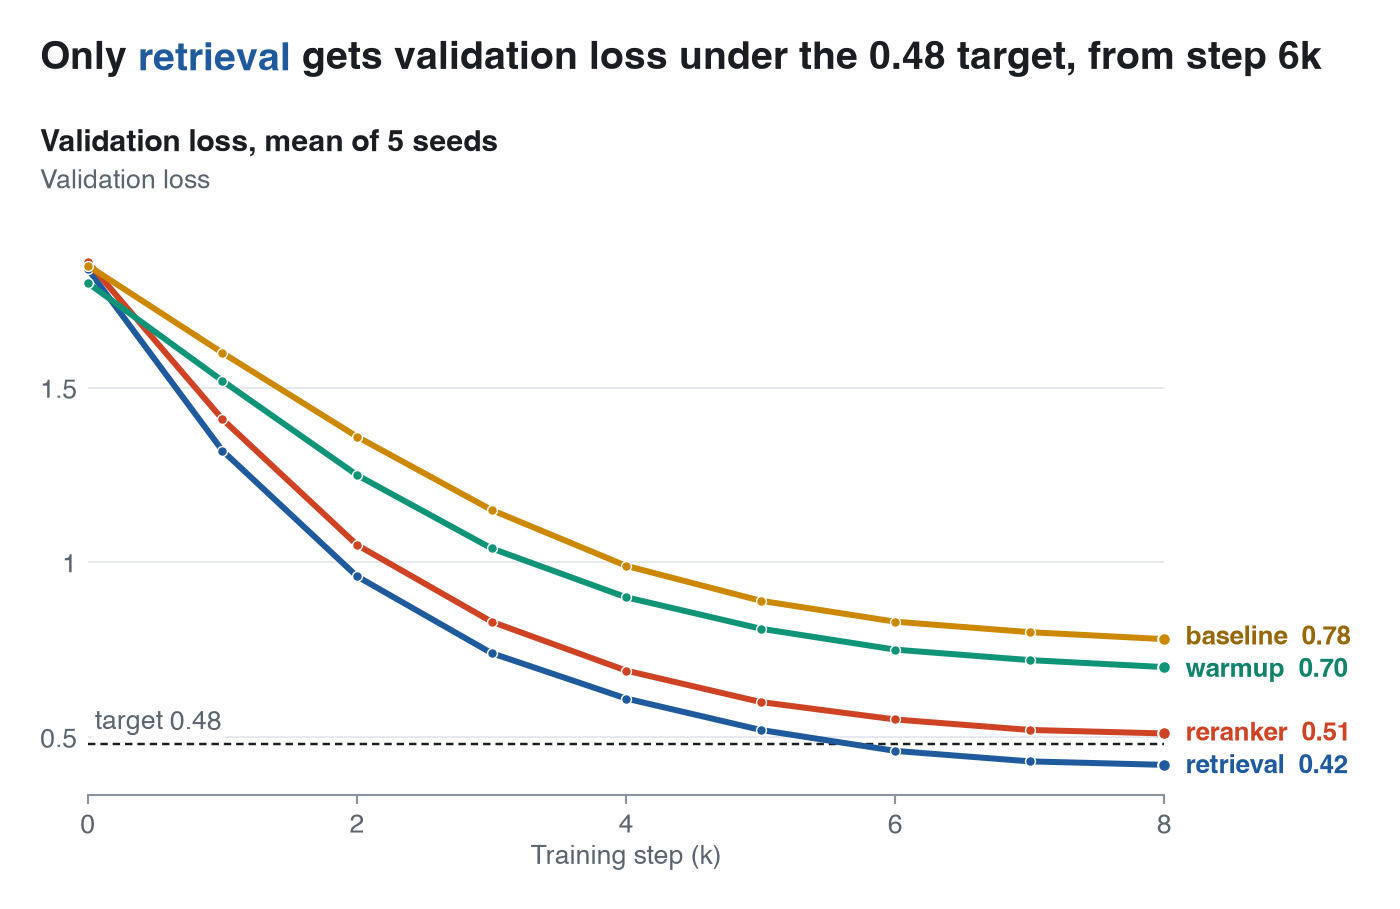 Only retrieval gets validation loss under the 0.48 target, from step 6k
Validation loss, mean of 5 seeds
Validation loss
1.5
1
0.5
target 0.48
baseline 0.78
warmup 0.70
reranker 0.51
retrieval 0.42
0 2 4 6 8
Training step (k)